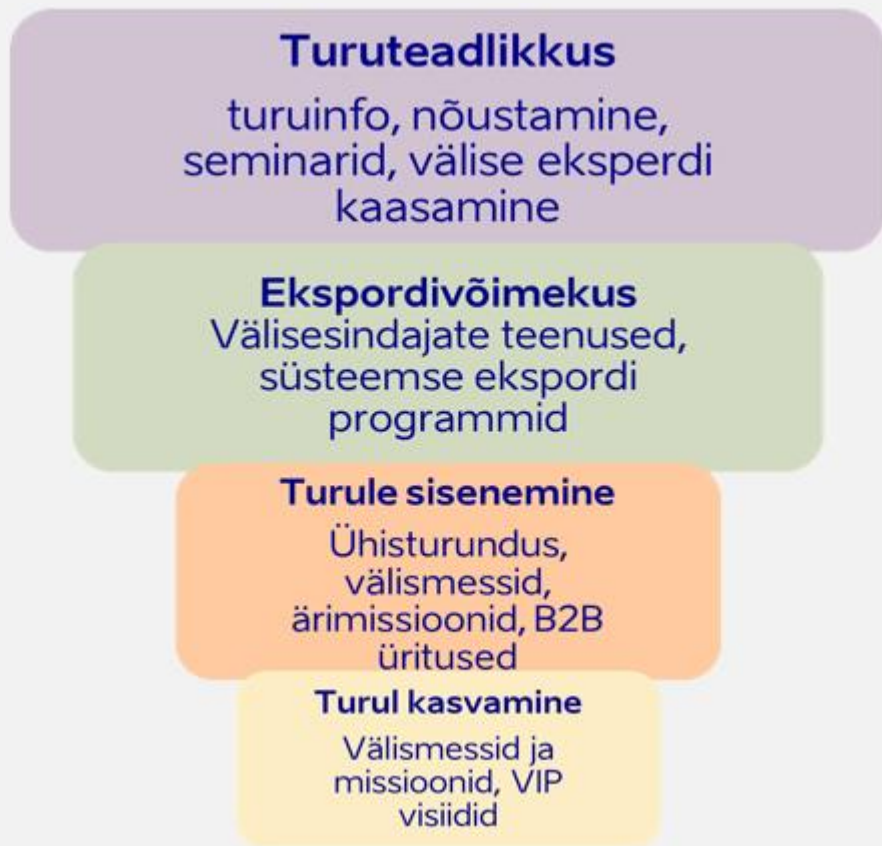 Turuteadlikkus
turuinfo, nõustamine,
seminarid, välise eksperdi
kaasamine
Ekspordivõimekus
Välisesindajate teenused,
süsteemse ekspordi
programmid
Turule sisenemine
Ühisturundus,
välismessid,
ärimissioonid, B2B
üritused
Turul kasvamine
Välismessid ja
missioonid, VIP
visiidid